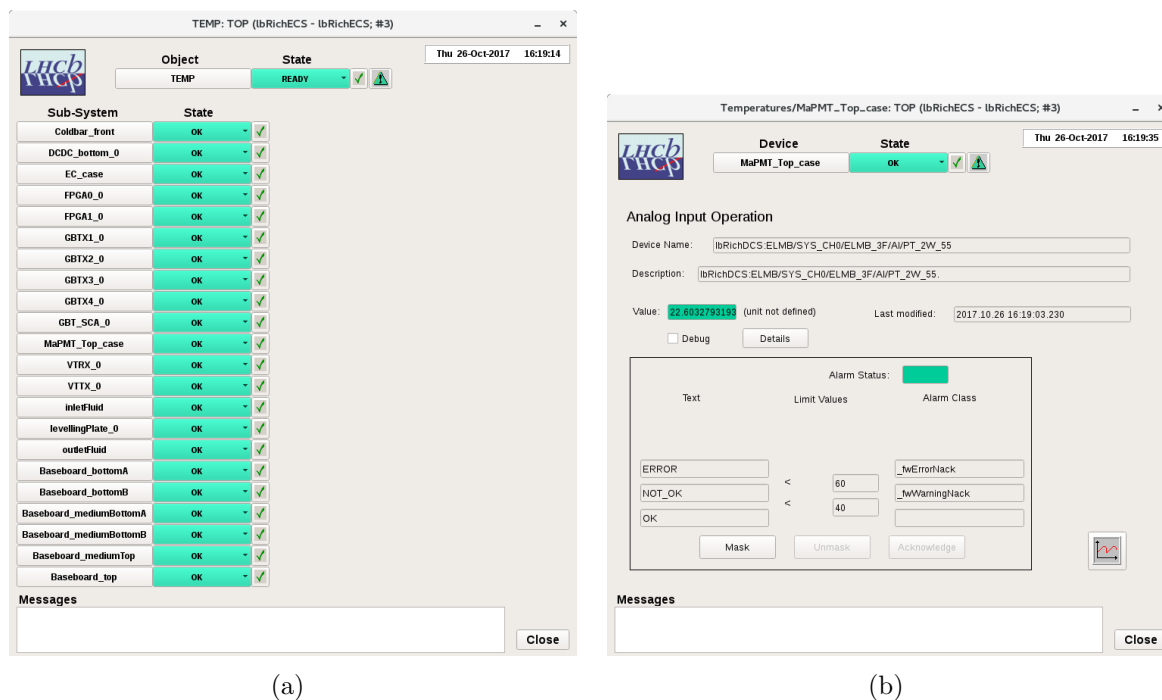 TEMP: TOP (lbRichECS - lbRichECS; #3)
LHCb
Object State
Thu 26-Oct-2017 16:19:14
TEMP READY
Sub-System State
Coldbar_front OK
DCDC_bottom_0 OK
EC_case OK
FPGA0_0 OK
FPGA1_0 OK
GBTX1_0 OK
GBTX2_0 OK
GBTX3_0 OK
GBTX4_0 OK
GBT_SCA_0 OK
MaPMT_Top_case OK
VTRX_0 OK
VTTX_0 OK
inletFluid OK
levellingPlate_0 OK
outletFluid OK
Baseboard_bottomA OK
Baseboard_bottomB OK
Baseboard_mediumBottomA OK
Baseboard_mediumBottomB OK
Baseboard_mediumTop OK
Baseboard_top OK
Messages
Close
(a)
Temperatures/MaPMT_Top_case: TOP (lbRichECS - lbRichECS; #3)
LHCb
Device State
Thu 26-Oct-2017 16:19:35
MaPMT_Top_case OK
Analog Input Operation
Device Name: lbRichDCS:ELMB/SYS_CH0/ELMB_3F/AI/PT_2W_55
Description: lbRichDCS:ELMB/SYS_CH0/ELMB_3F/AI/PT_2W_55.
Value: 22.6032793193 (unit not defined) Last modified: 2017.10.26 16:19:03.230
Debug Details
Alarm Status:
Text Limit Values Alarm Class
ERROR _fwErrorNack
< 60
NOT_OK _fwWarningNack
< 40
OK
Mask Unmask Acknowledge
Messages
Close
(b)